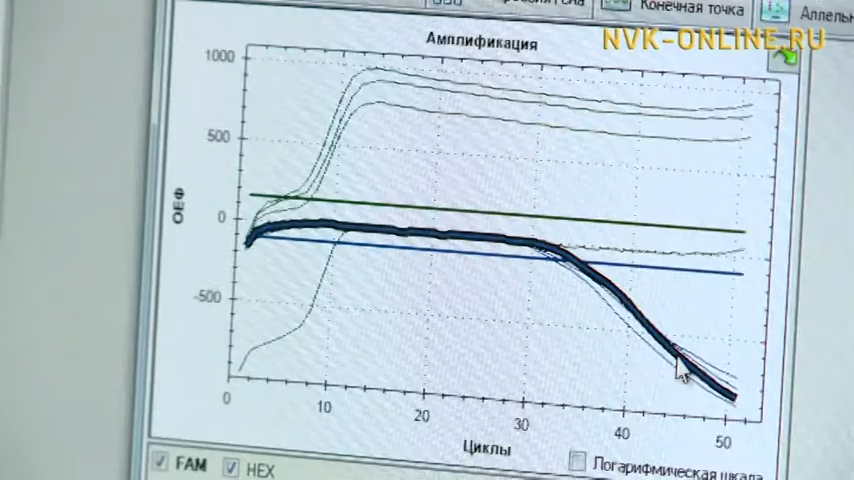 Конечная точка
NVK-ONLINE.RU
Амплификация
1000
500
0
-500
ОЕФ
0
10
20
30
40
50
Циклы
Логарифмическая шкала
FAM
HEX